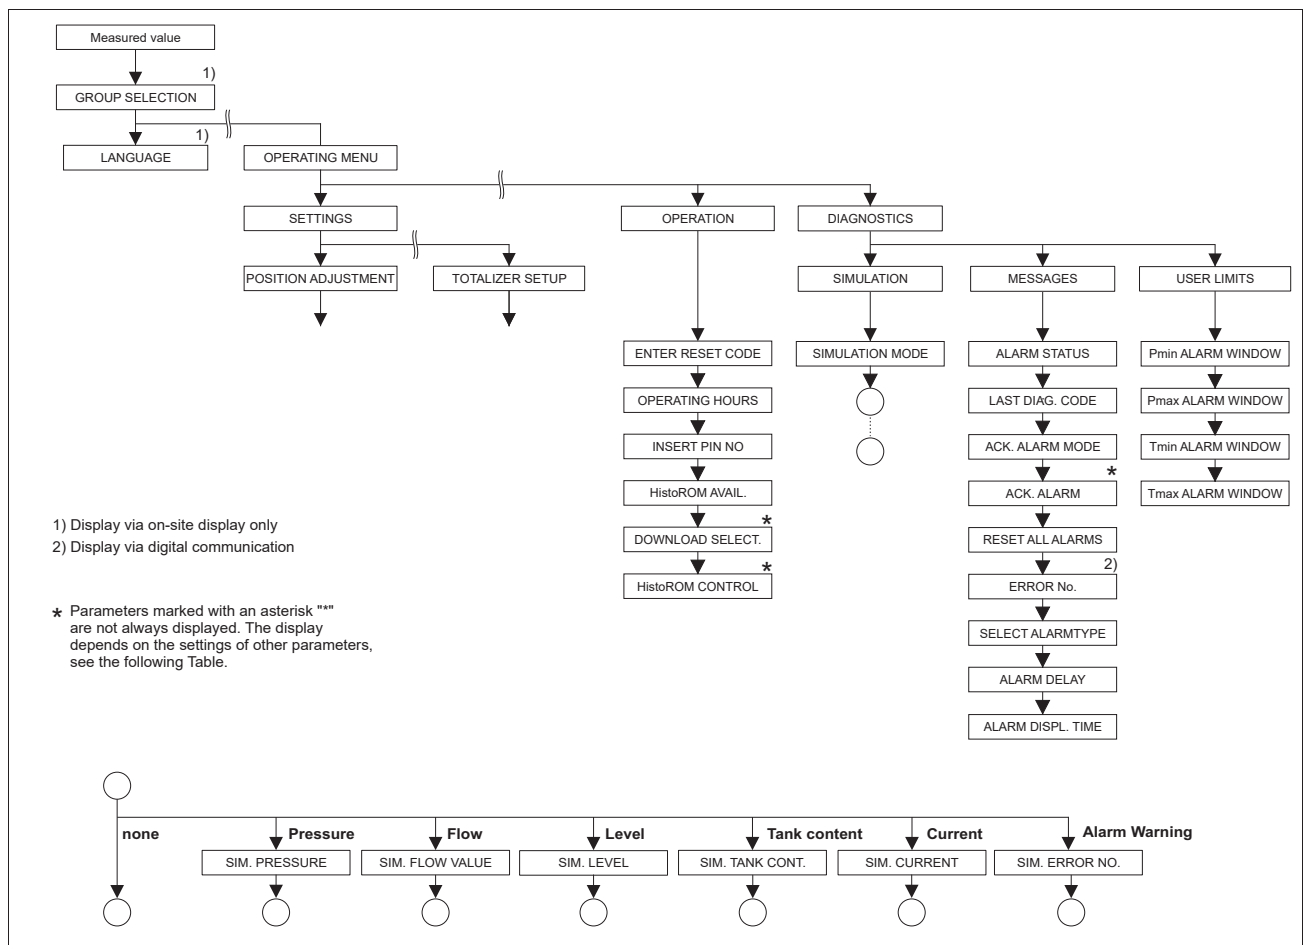 Measured value
1)
GROUP SELECTION
1)
LANGUAGE
OPERATING MENU
SETTINGS
OPERATION
DIAGNOSTICS
POSITION ADJUSTMENT
TOTALIZER SETUP
SIMULATION
MESSAGES
USER LIMITS
ENTER RESET CODE
OPERATING HOURS
INSERT PIN NO
HistoROM AVAIL.
*
DOWNLOAD SELECT.
*
HistoROM CONTROL
SIMULATION MODE
ALARM STATUS
LAST DIAG. CODE
ACK. ALARM MODE
*
ACK. ALARM
RESET ALL ALARMS
2)
ERROR No.
SELECT ALARMTYPE
ALARM DELAY
ALARM DISPL. TIME
Pmin ALARM WINDOW
Pmax ALARM WINDOW
Tmin ALARM WINDOW
Tmax ALARM WINDOW
1) Display via on-site display only
2) Display via digital communication
* Parameters marked with an asterisk "*"
are not always displayed. The display
depends on the settings of other parameters,
see the following Table.
none
Pressure
Flow
Level
Tank content
Current
Alarm Warning
SIM. PRESSURE
SIM. FLOW VALUE
SIM. LEVEL
SIM. TANK CONT.
SIM. CURRENT
SIM. ERROR NO.